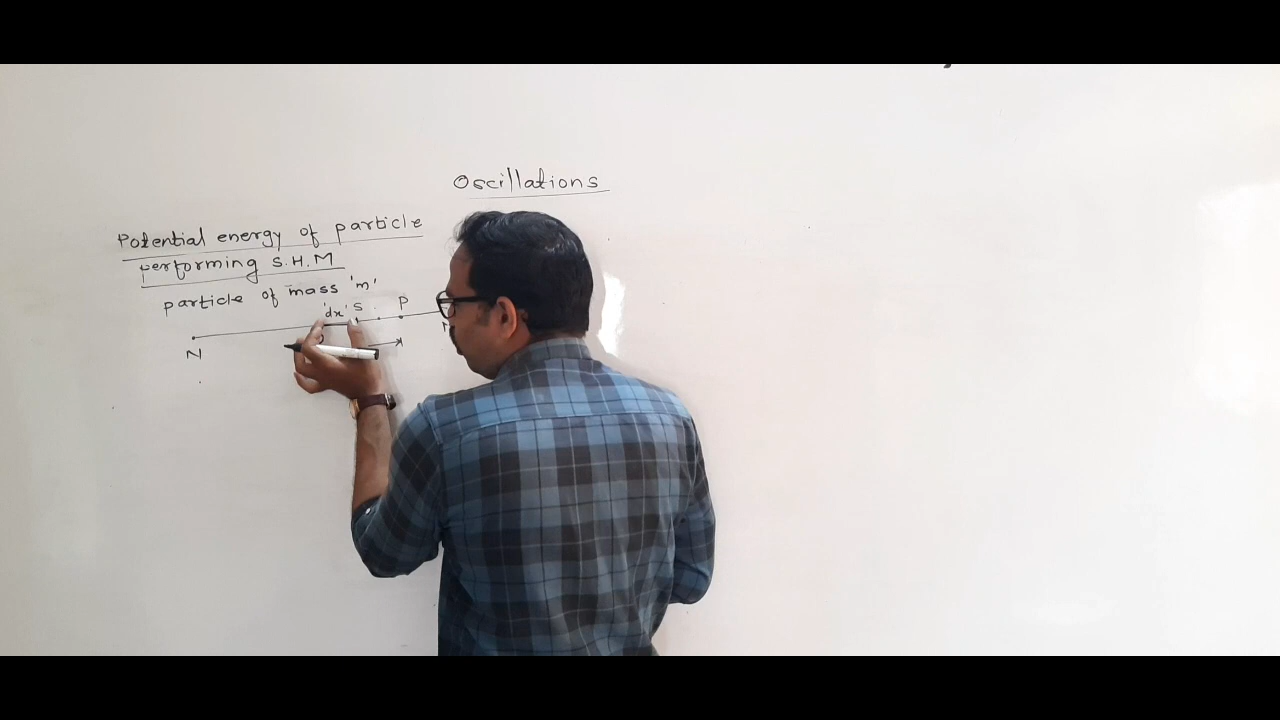 Oscillations
Potential energy of particle
performing S.H.M
particle of mass 'm'
'dx' S P
N